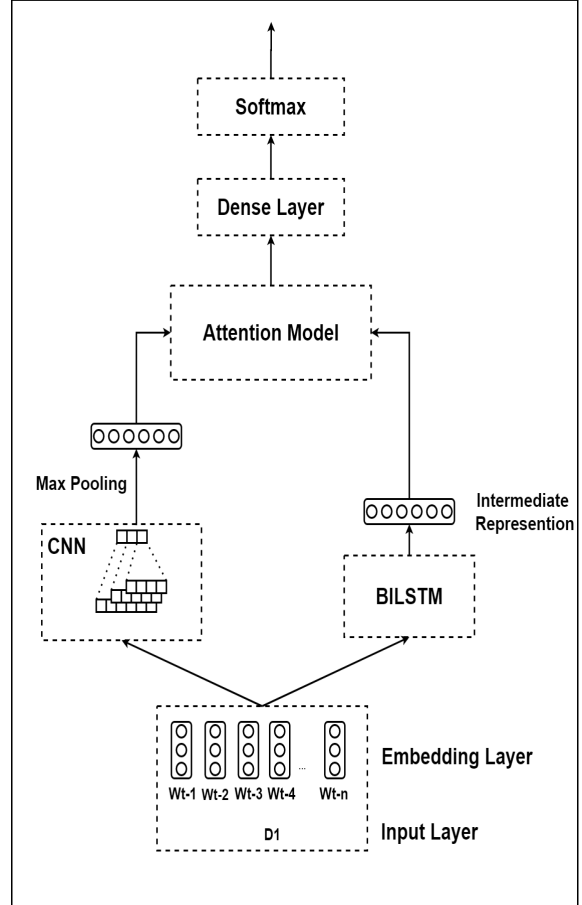 Softmax
Dense Layer
Attention Model
Max Pooling
CNN
Intermediate
Represention
BILSTM
Embedding Layer
Wt-1 Wt-2 Wt-3 Wt-4 ... Wt-n
D1
Input Layer